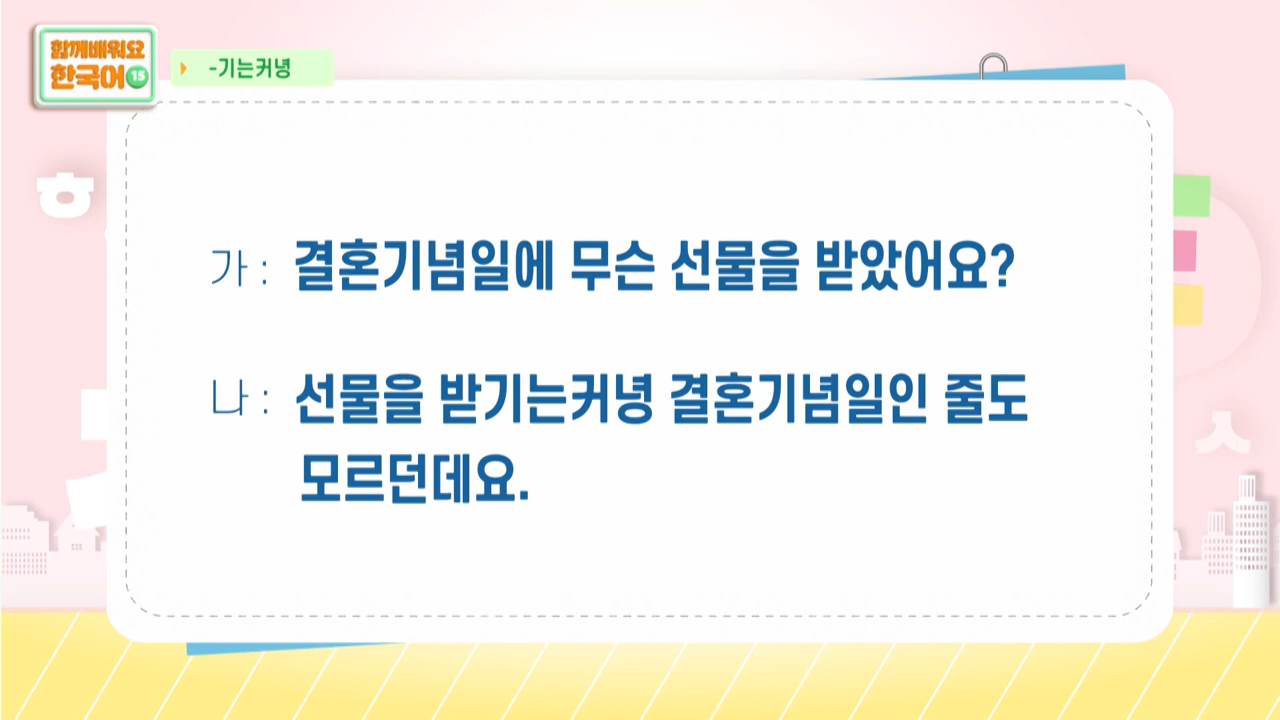 함께배워요
한국어 15
-기는커녕
가 : 결혼기념일에 무슨 선물을 받았어요?
나 : 선물을 받기는커녕 결혼기념일인 줄도
모르던데요.
ㅎ
ㅅ